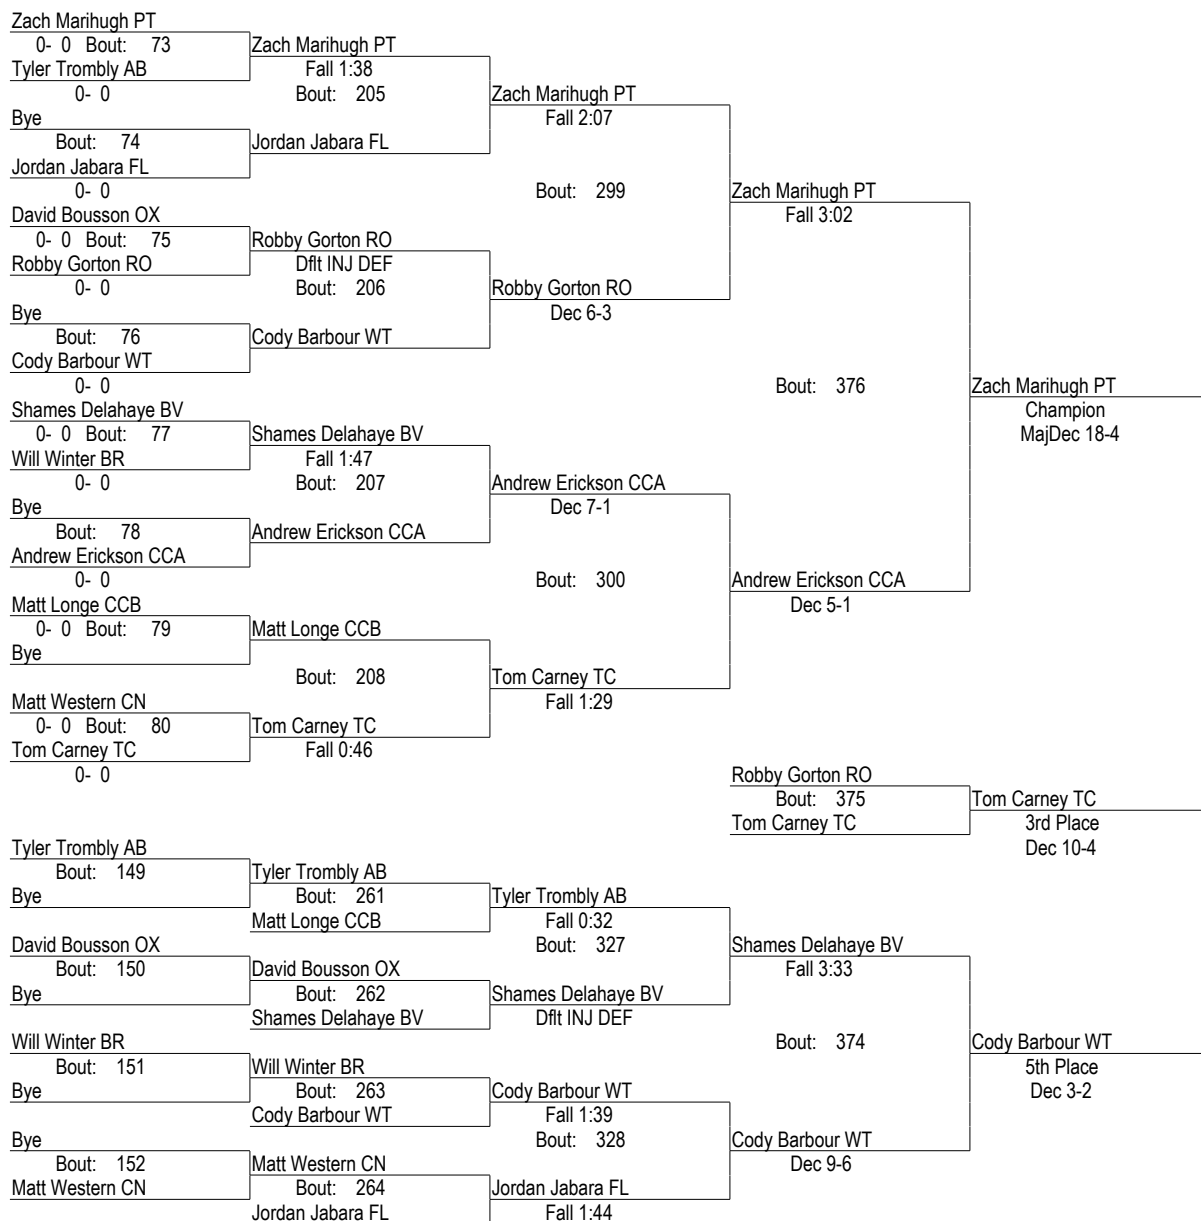 Zach Marihugh PT
0- 0 Bout: 73 Zach Marihugh PT
Tyler Trombly AB Fall 1:38
0- 0 Bout: 205 Zach Marihugh PT
Bye Fall 2:07
Bout: 74 Jordan Jabara FL
Jordan Jabara FL
0- 0 Bout: 299 Zach Marihugh PT
David Bousson OX Fall 3:02
0- 0 Bout: 75 Robby Gorton RO
Robby Gorton RO Dflt INJ DEF
0- 0 Bout: 206 Robby Gorton RO
Bye Dec 6-3
Bout: 76 Cody Barbour WT
Cody Barbour WT
0- 0 Bout: 376 Zach Marihugh PT
Shames Delahaye BV Champion
0- 0 Bout: 77 Shames Delahaye BV MajDec 18-4
Will Winter BR Fall 1:47
0- 0 Bout: 207 Andrew Erickson CCA
Bye Dec 7-1
Bout: 78 Andrew Erickson CCA
Andrew Erickson CCA
0- 0 Bout: 300 Andrew Erickson CCA
Matt Longe CCB Dec 5-1
0- 0 Bout: 79 Matt Longe CCB
Bye
Bout: 208 Tom Carney TC
Matt Western CN Fall 1:29
0- 0 Bout: 80 Tom Carney TC
Tom Carney TC Fall 0:46
0- 0 Robby Gorton RO
Bout: 375 Tom Carney TC
Tom Carney TC 3rd Place
Tyler Trombly AB Dec 10-4
Bout: 149 Tyler Trombly AB
Bye Bout: 261 Tyler Trombly AB
Matt Longe CCB Fall 0:32
David Bousson OX Bout: 327 Shames Delahaye BV
Bout: 150 David Bousson OX Fall 3:33
Bye Bout: 262 Shames Delahaye BV
Shames Delahaye BV Dflt INJ DEF
Will Winter BR Bout: 374 Cody Barbour WT
Bout: 151 Will Winter BR 5th Place
Bye Bout: 263 Cody Barbour WT Dec 3-2
Cody Barbour WT Fall 1:39
Bye Bout: 328 Cody Barbour WT
Bout: 152 Matt Western CN Dec 9-6
Matt Western CN Bout: 264 Jordan Jabara FL
Jordan Jabara FL Fall 1:44